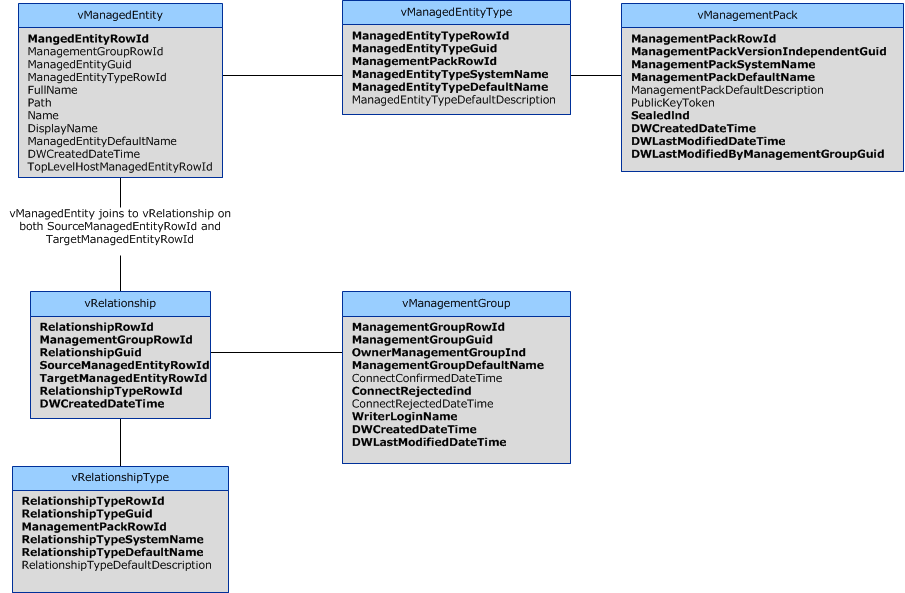 vManagedEntity
MangedEntityRowId
ManagementGroupRowId
ManagedEntityGuid
ManagedEntityTypeRowId
FullName
Path
Name
DisplayName
ManagedEntityDefaultName
DWCreatedDateTime
TopLevelHostManagedEntityRowId
vManagedEntityType
ManagedEntityTypeRowId
ManagedEntityTypeGuid
ManagementPackRowId
ManagedEntityTypeSystemName
ManagedEntityTypeDefaultName
ManagedEntityTypeDefaultDescription
vManagementPack
ManagementPackRowId
ManagementPackVersionIndependentGuid
ManagementPackSystemName
ManagementPackDefaultName
ManagementPackDefaultDescription
PublicKeyToken
SealedInd
DWCreatedDateTime
DWLastModifiedDateTime
DWLastModifiedByManagementGroupGuid
vManagedEntity joins to vRelationship on
both SourceManagedEntityRowId and
TargetManagedEntityRowId
vRelationship
RelationshipRowId
ManagementGroupRowId
RelationshipGuid
SourceManagedEntityRowId
TargetManagedEntityRowId
RelationshipTypeRowId
DWCreatedDateTime
vManagementGroup
ManagementGroupRowId
ManagementGroupGuid
OwnerManagementGroupInd
ManagementGroupDefaultName
ConnectConfirmedDateTime
ConnectRejectedInd
ConnectRejectedDateTime
WriterLoginName
DWCreatedDateTime
DWLastModifiedDateTime
vRelationshipType
RelationshipTypeRowId
RelationshipTypeGuid
ManagementPackRowId
RelationshipTypeSystemName
RelationshipTypeDefaultName
RelationshipTypeDefaultDescription